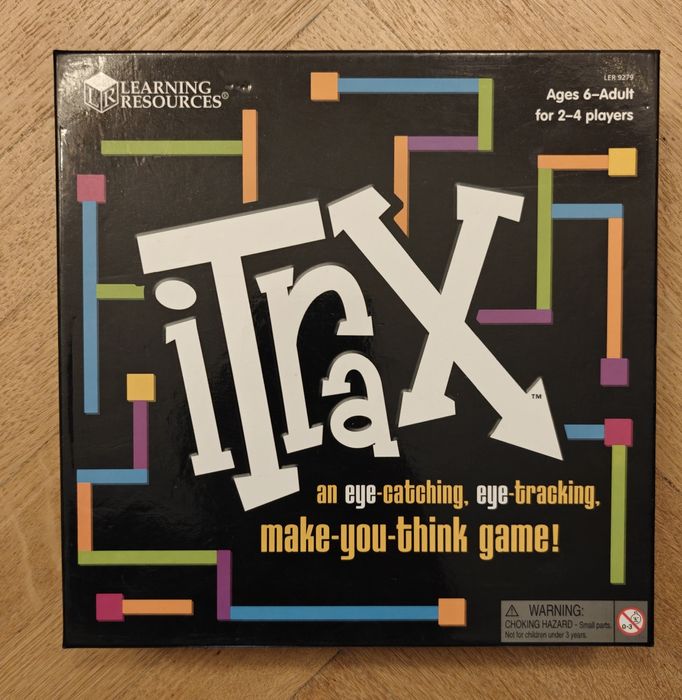 LEARNING
RESOURCES®
LER 9279
Ages 6–Adult
for 2–4 players
iTrax™
an eye-catching, eye-tracking,
make-you-think game!
⚠ WARNING:
CHOKING HAZARD - Small parts.
Not for children under 3 years.
0-3